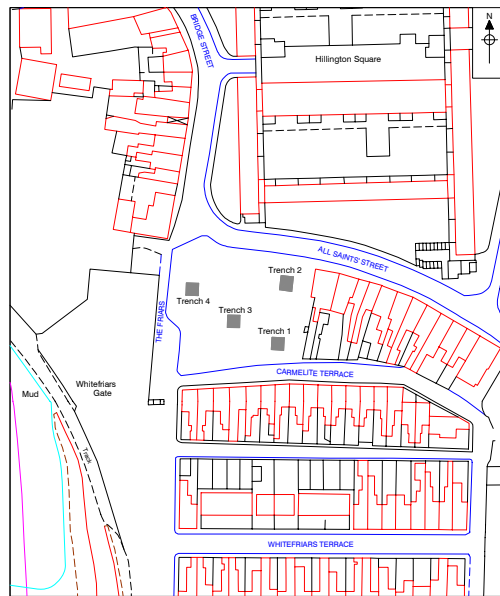 N
BRIDGE STREET
Hillington Square
ALL SAINTS' STREET
Trench 2
Trench 4
THE FRIARS
Trench 3
Trench 1
CARMELITE TERRACE
Whitefriars
Gate
Mud
Track
WHITEFRIARS TERRACE